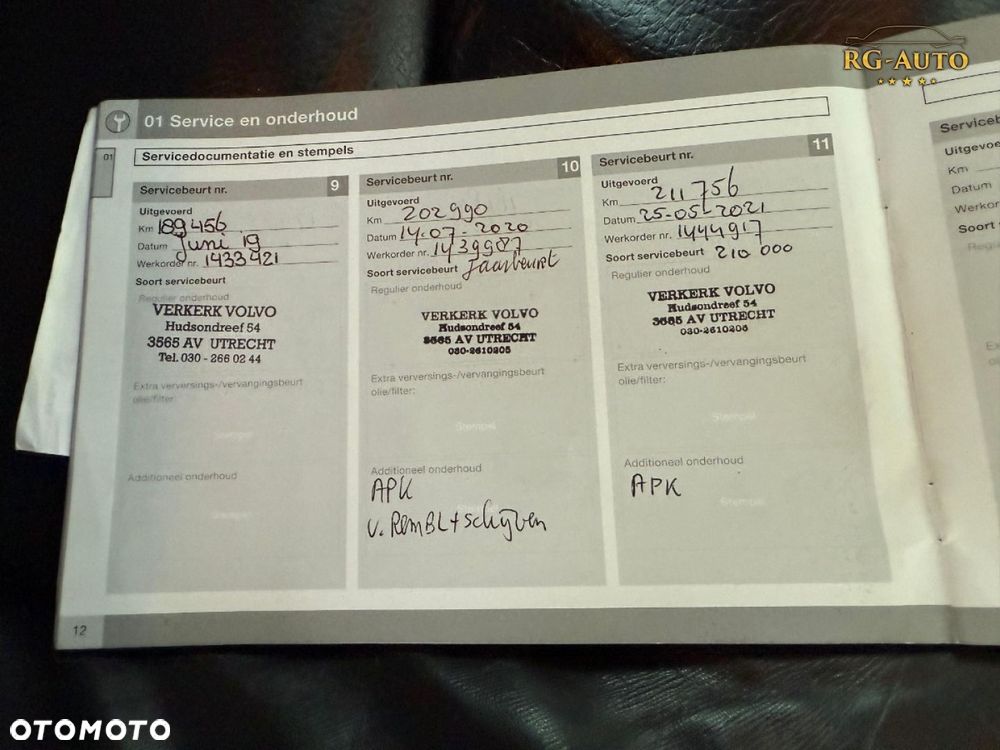 RG-AUTO
01 Service en onderhoud
01
Servicedocumentatie en stempels
Servicebeurt nr. 9
Uitgevoerd
Km 189456
Datum Juni 19
Werkorder nr. 1433421
Soort servicebeurt
Regulier onderhoud
VERKERK VOLVO
Hudsondreef 54
3565 AV UTRECHT
Tel. 030 - 266 02 44
Extra verversings-/vervangingsbeurt
olie/filter:
Stempel
Additioneel onderhoud
Stempel
Servicebeurt nr. 10
Uitgevoerd
Km 202990
Datum 14-07-2020
Werkorder nr. 1439987
Soort servicebeurt Jaarbeurt
Regulier onderhoud
VERKERK VOLVO
Hudsondreef 54
3565 AV UTRECHT
030-2610205
Extra verversings-/vervangingsbeurt
olie/filter:
Stempel
Additioneel onderhoud
APK
v. RemBL+schijven
Servicebeurt nr. 11
Uitgevoerd
Km 211756
Datum 25-05-2021
Werkorder nr. 1444917
Soort servicebeurt 210 000
Regulier onderhoud
VERKERK VOLVO
Hudsondreef 54
3565 AV UTRECHT
030-2610205
Extra verversings-/vervangingsbeurt
olie/filter:
Stempel
Additioneel onderhoud
APK
Stempel
12
Serviceb
Uitgevoe
Km
Datum
Werkor
Soort
OTOMOTO